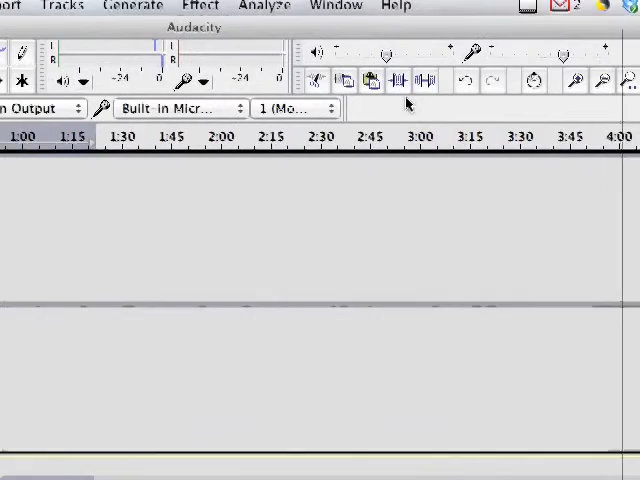 ort Tracks Generate Effect Analyze Window Help 2
Audacity
L L
R R
-24 0 -24 0
n Output Built-in Micr... 1 (Mo...
1:00 1:15 1:30 1:45 2:00 2:15 2:30 2:45 3:00 3:15 3:30 3:45 4:00